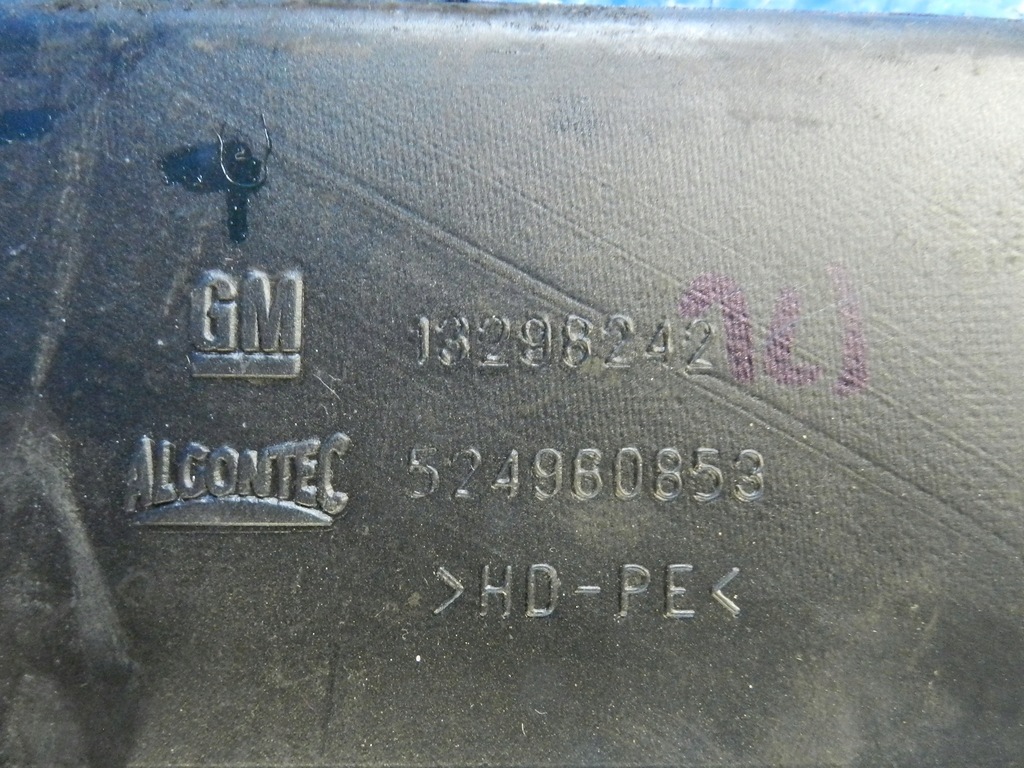 GM 13298242
ALCONTEC 524960853
>HD-PE<